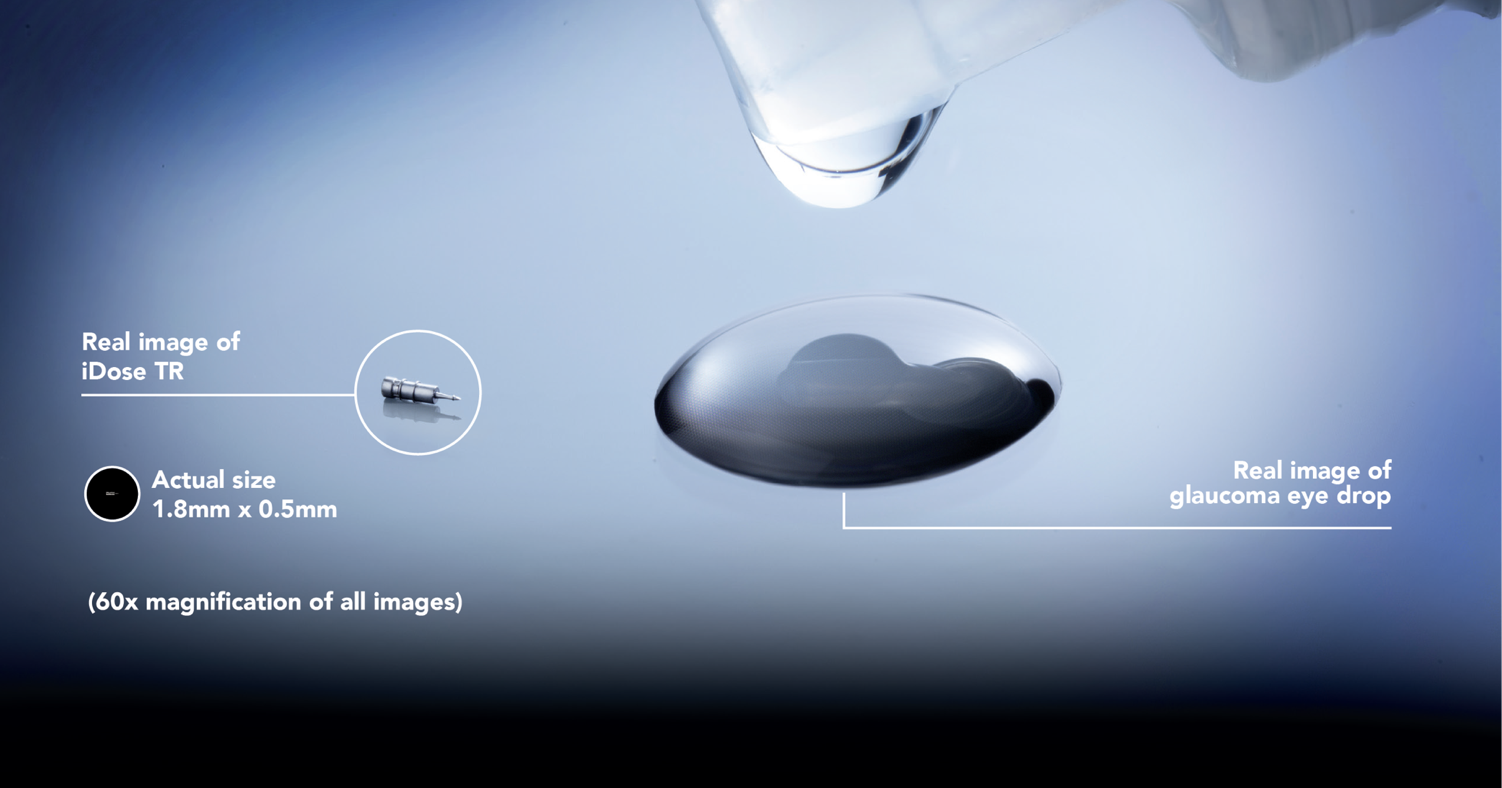 Real image of
iDose TR
Actual size
1.8mm x 0.5mm
(60x magnification of all images)
Real image of
glaucoma eye drop